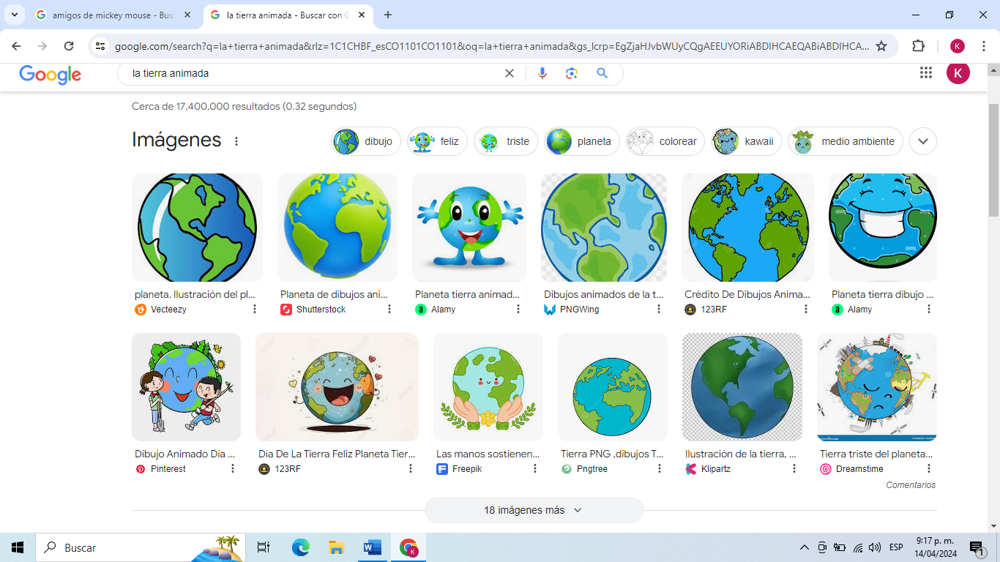 amigos de mickey mouse - Bus
la tierra animada - Buscar con G
google.com/search?q=la+tierra+animada&rlz=1C1CHBF_esCO1101CO1101&oq=la+tierra+animada&gs_lcrp=EgZjaHJvbWUyCQgAEEUYORiABDIHCAEQABiABDIHCA...
K
Google
la tierra animada
K
Cerca de 17,400,000 resultados (0.32 segundos)
Imágenes
dibujo
feliz
triste
planeta
colorear
kawaii
medio ambiente
planeta. Ilustración del pl...
Vecteezy
Planeta de dibujos ani...
Shutterstock
Planeta tierra animad...
Alamy
Dibujos animados de la t...
PNGWing
Crédito De Dibujos Anima...
123RF
Planeta tierra dibujo ...
Alamy
Dibujo Animado Dia ...
Pinterest
Día De La Tierra Feliz Planeta Tier...
123RF
Las manos sostienen...
Freepik
Tierra PNG ,dibujos T...
Pngtree
Ilustración de la tierra, ...
Klipartz
Tierra triste del planeta...
Dreamstime
Comentarios
18 imágenes más
Buscar
ESP
9:17 p. m.
14/04/2024
1